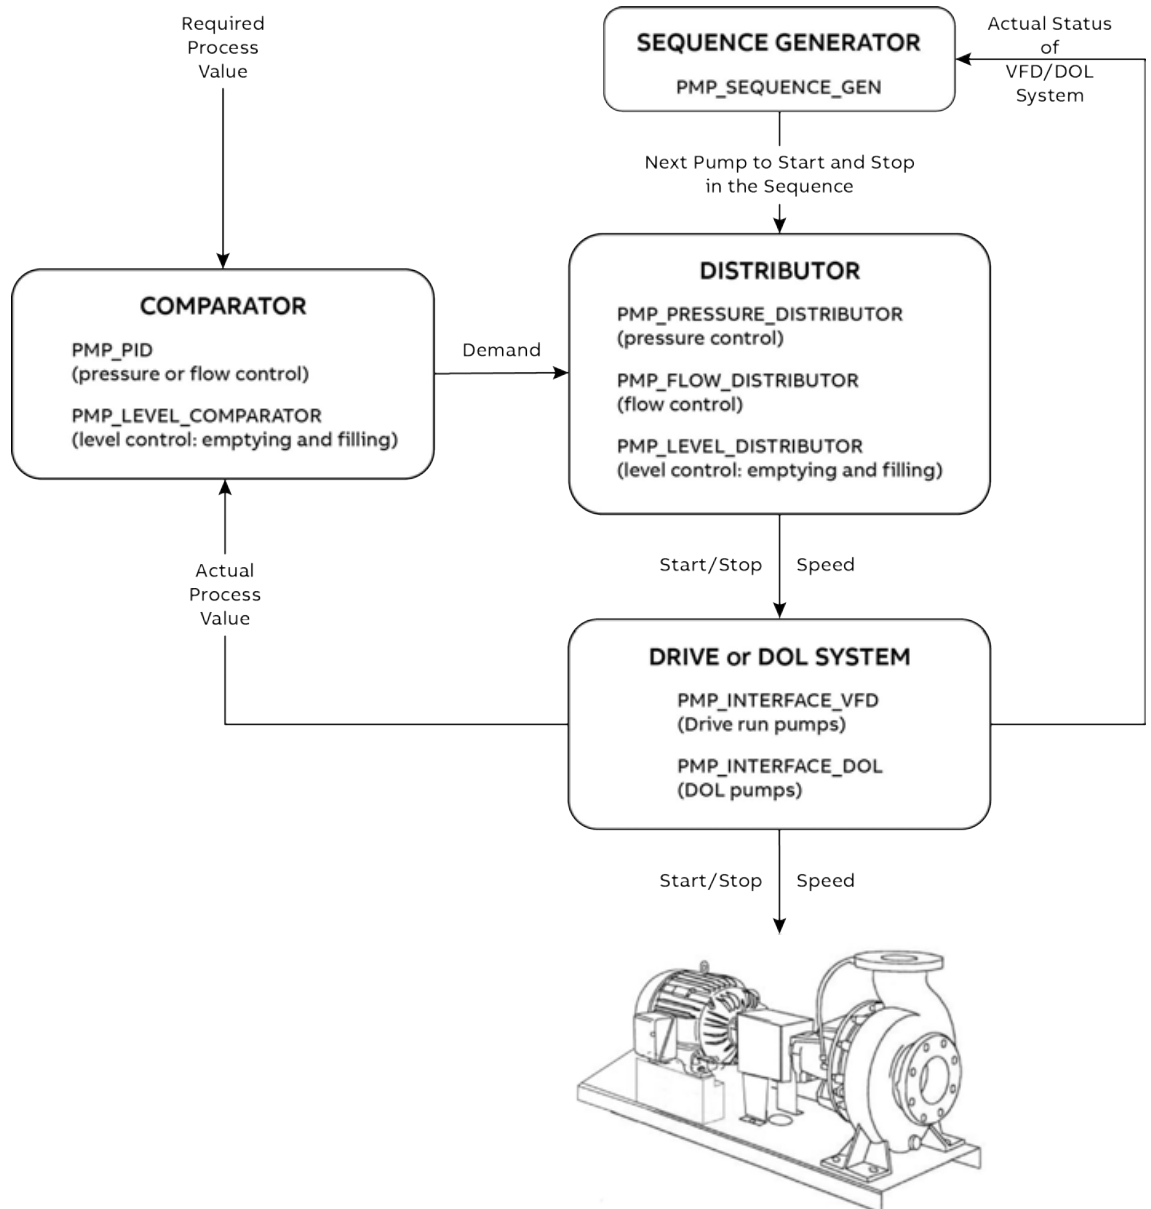 Required
Process
Value
SEQUENCE GENERATOR
PMP_SEQUENCE_GEN
Actual Status
of
VFD/DOL
System
Next Pump to Start and Stop
in the Sequence
COMPARATOR
PMP_PID
(pressure or flow control)
PMP_LEVEL_COMPARATOR
(level control: emptying and filling)
Demand
DISTRIBUTOR
PMP_PRESSURE_DISTRIBUTOR
(pressure control)
PMP_FLOW_DISTRIBUTOR
(flow control)
PMP_LEVEL_DISTRIBUTOR
(level control: emptying and filling)
Actual
Process
Value
Start/Stop Speed
DRIVE or DOL SYSTEM
PMP_INTERFACE_VFD
(Drive run pumps)
PMP_INTERFACE_DOL
(DOL pumps)
Start/Stop Speed